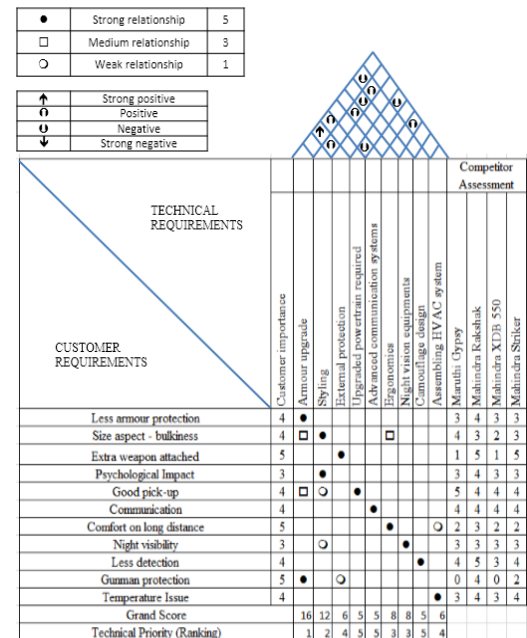 ● Strong relationship 5
□ Medium relationship 3
○ Weak relationship 1
↑ Strong positive
∩ Positive
∪ Negative
↓ Strong negative
Competitor
Assessment
TECHNICAL
REQUIREMENTS
CUSTOMER
REQUIREMENTS
Customer importance
Armour upgrade
Styling
External protection
Upgraded powertrain required
Advanced communication systems
Ergonomics
Night vision equipments
Camouflage design
Assembling HVAC system
Maruthi Gypsy
Mahindra Rakshak
Mahindra XDB 550
Mahindra Striker
Less armour protection 4 ● 3 4 3 3
Size aspect - bulkiness 4 □ ● □ 4 3 2 3
Extra weapon attached 5 ● 1 5 1 5
Psychological Impact 3 ● 3 4 3 3
Good pick-up 4 □ ○ ● 5 4 4 4
Communication 4 ● 4 4 4 4
Comfort on long distance 5 ● ○ 2 3 2 2
Night visibility 3 ○ ● 3 3 3 3
Less detection 4 ● 4 5 3 4
Gunman protection 5 ● ○ 0 4 0 2
Temperature Issue 4 ● 3 4 3 4
Grand Score 16 12 6 5 5 8 8 5 6
Technical Priority (Ranking) 1 2 4 5 5 3 3 5 4